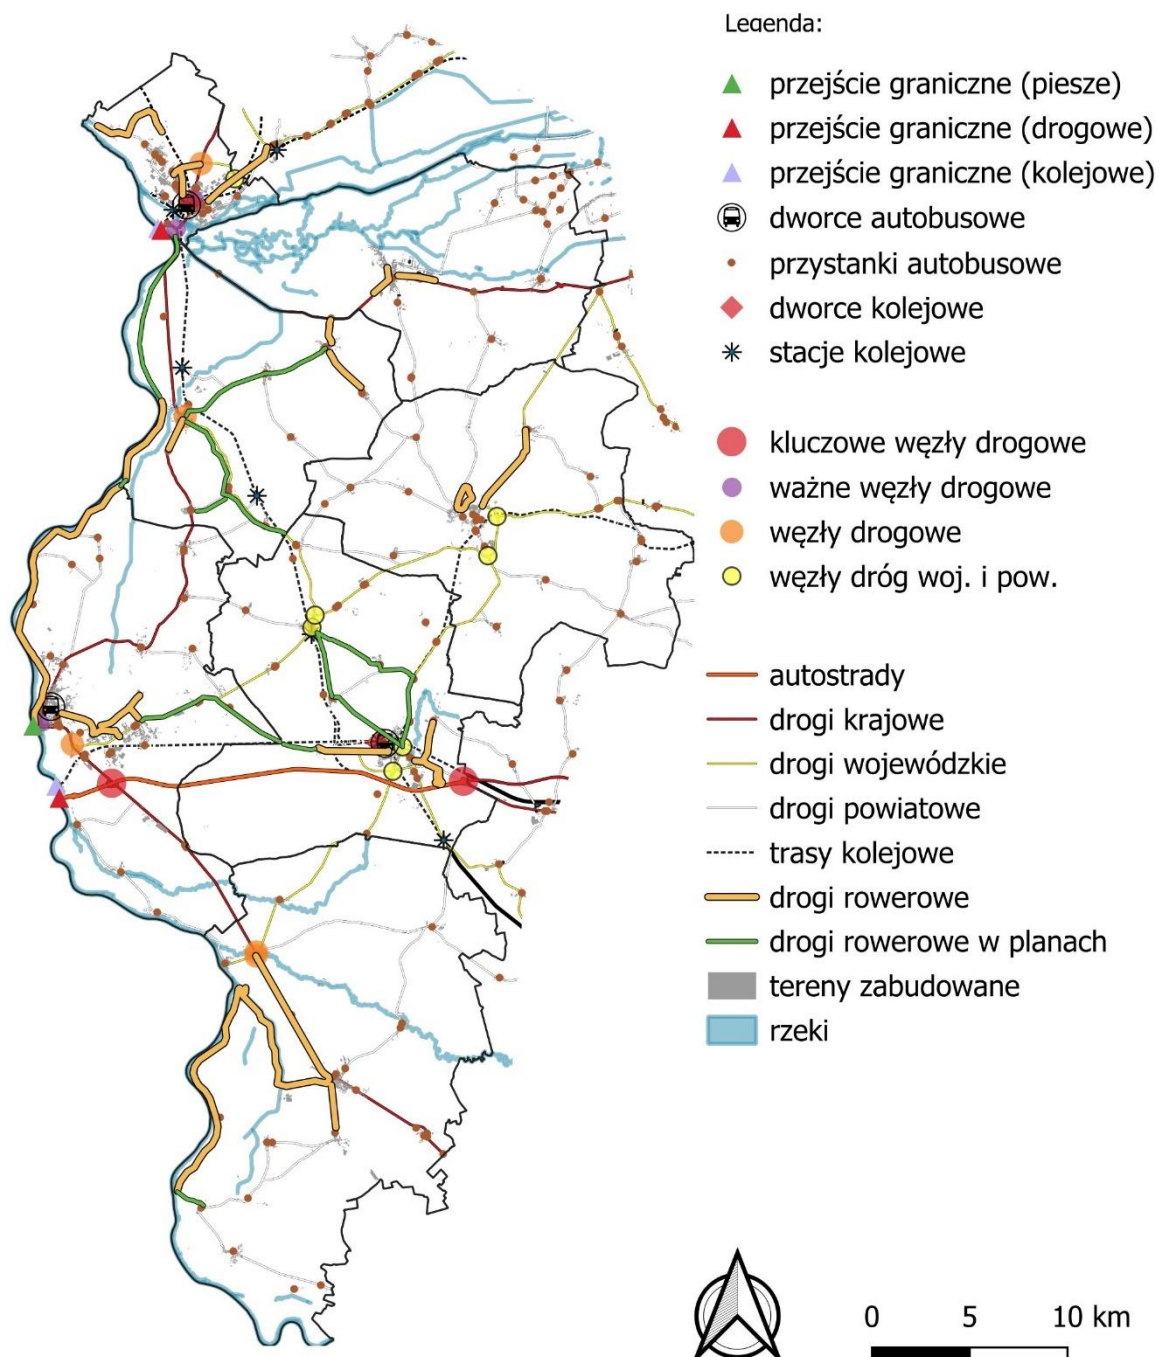 Legenda:
przejście graniczne (piesze)
przejście graniczne (drogowe)
przejście graniczne (kolejowe)
dworce autobusowe
przystanki autobusowe
dworce kolejowe
stacje kolejowe
kluczowe węzły drogowe
ważne węzły drogowe
węzły drogowe
węzły dróg woj. i pow.
autostrady
drogi krajowe
drogi wojewódzkie
drogi powiatowe
trasy kolejowe
drogi rowerowe
drogi rowerowe w planach
tereny zabudowane
rzeki
0 5 10 km